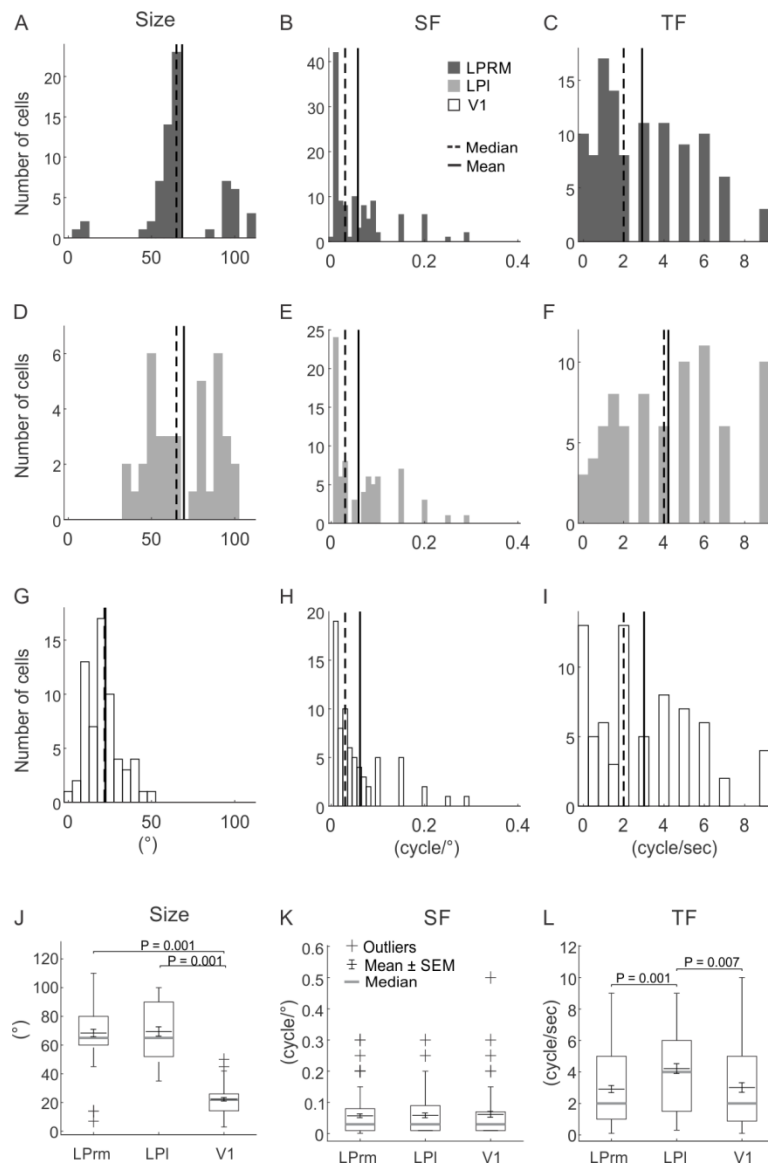 A Size B SF C TF
Number of cells
20
15
10
5
0
0 50 100
40
30
20
10
0
0 0.2 0.4
LPRM
LPl
V1
Median
Mean
15
10
5
0
0 2 4 6 8
D E F
Number of cells
6
4
2
0
0 50 100
25
20
15
10
5
0
0 0.2 0.4
10
5
0
0 2 4 6 8
G H I
Number of cells
15
10
5
0
0 50 100
(°)
20
15
10
5
0
0 0.2 0.4
(cycle/°)
10
5
0
0 2 4 6 8
(cycle/sec)
J Size K SF L TF
(°)
120
100
80
60
40
20
0
P = 0.001
P = 0.001
LPrm LPl V1
(cycle/°)
0.6
0.5
0.4
0.3
0.2
0.1
0
Outliers
Mean ± SEM
Median
LPrm LPl V1
(cycle/sec)
12
10
8
6
4
2
0
P = 0.001
P = 0.007
LPrm LPl V1